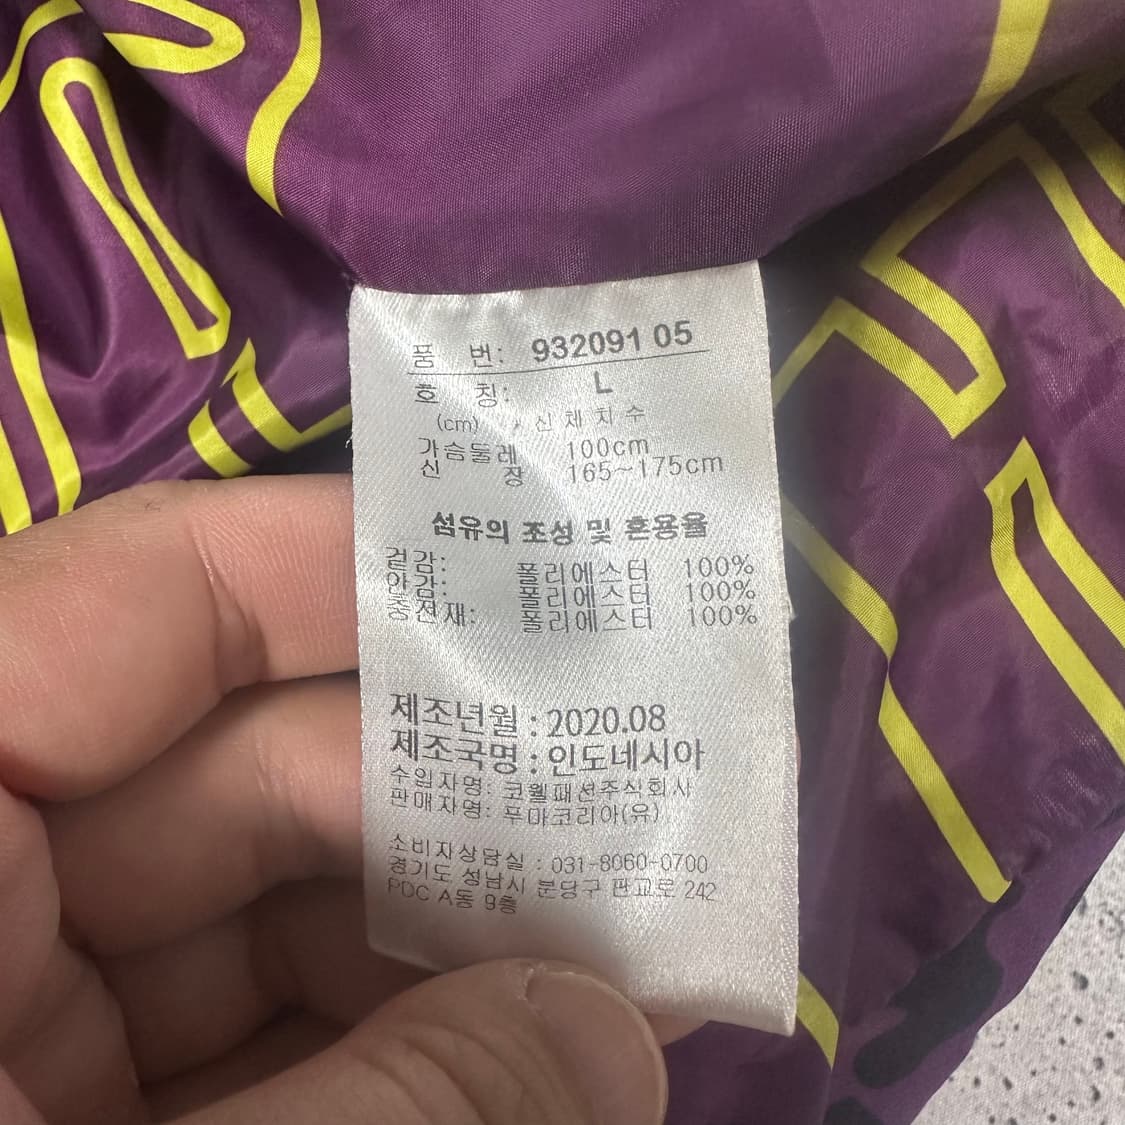 품 번: 932091 05
호 칭: L
(cm) 신체치수
가슴둘레 100cm
신 장 165~175cm
섬유의 조성 및 혼용율
겉감: 폴리에스터 100%
안감: 폴리에스터 100%
충전재: 폴리에스터 100%
제조년월 : 2020.08
제조국명 : 인도네시아
수입자명: 코웰패션주식회사
판매자명: 푸마코리아(유)
소비자상담실 : 031-8060-0700
경기도 성남시 분당구 판교로 242
PDC A동 9층